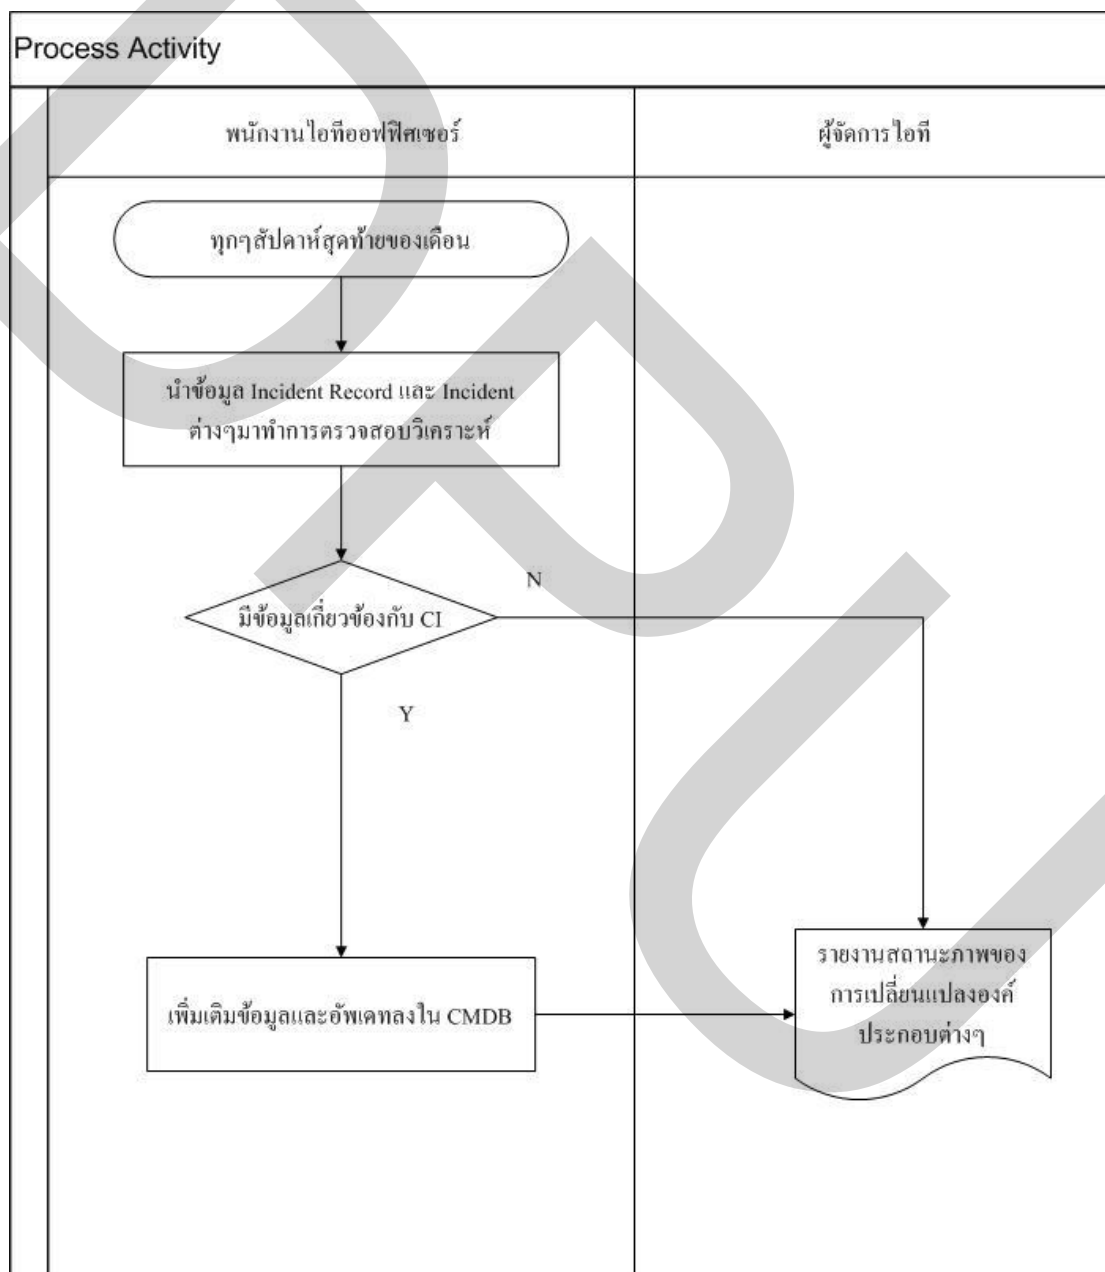 Process Activity
พนักงานไอทีออฟฟิศเซอร์
ผู้จัดการไอที
ทุกๆสัปดาห์สุดท้ายของเดือน
นำข้อมูล Incident Record และ Incident
ต่างๆมาทำการตรวจสอบวิเคราะห์
N
มีข้อมูลเกี่ยวข้องกับ CI
Y
เพิ่มเติมข้อมูลและอัพเดทลงใน CMDB
รายงานสถานะภาพของ
การเปลี่ยนแปลงองค์
ประกอบต่างๆ
DPU